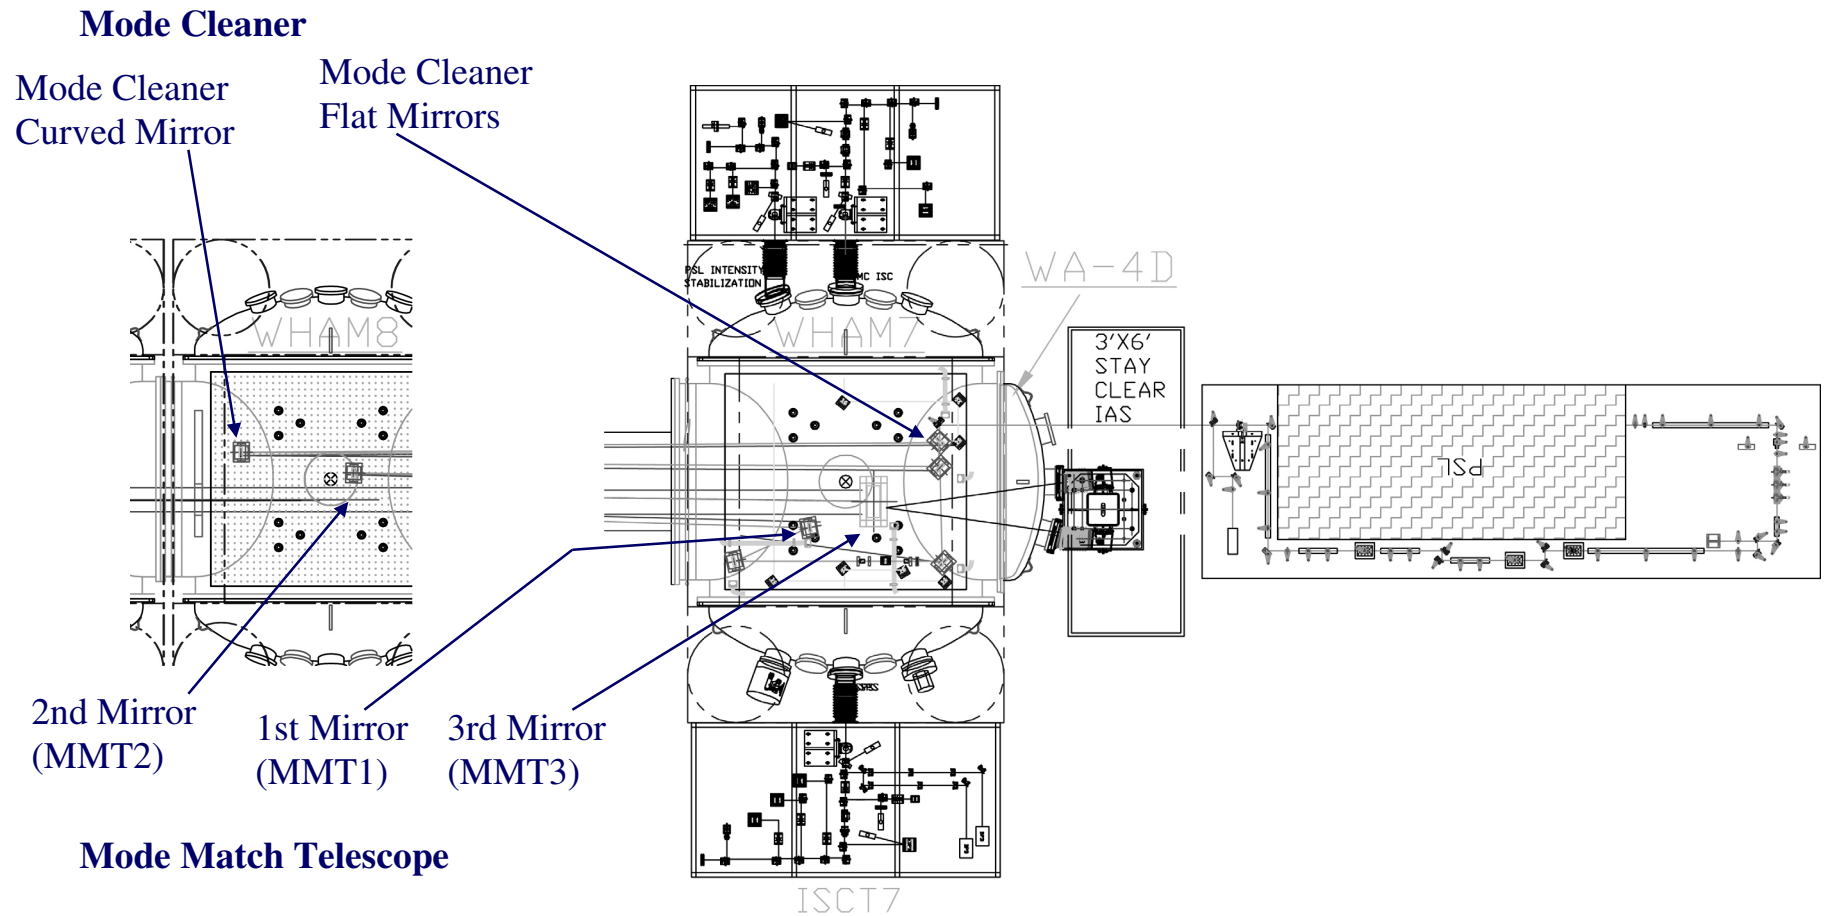 Mode Cleaner
Mode Cleaner
Curved Mirror
Mode Cleaner
Flat Mirrors
PSL INTENSITY
STABILIZATION
MC ISC
WA-4D
WHAM8
WHAM7
3'X6'
STAY
CLEAR
IAS
PSL
2nd Mirror
(MMT2)
1st Mirror
(MMT1)
3rd Mirror
(MMT3)
Mode Match Telescope
ISCT7